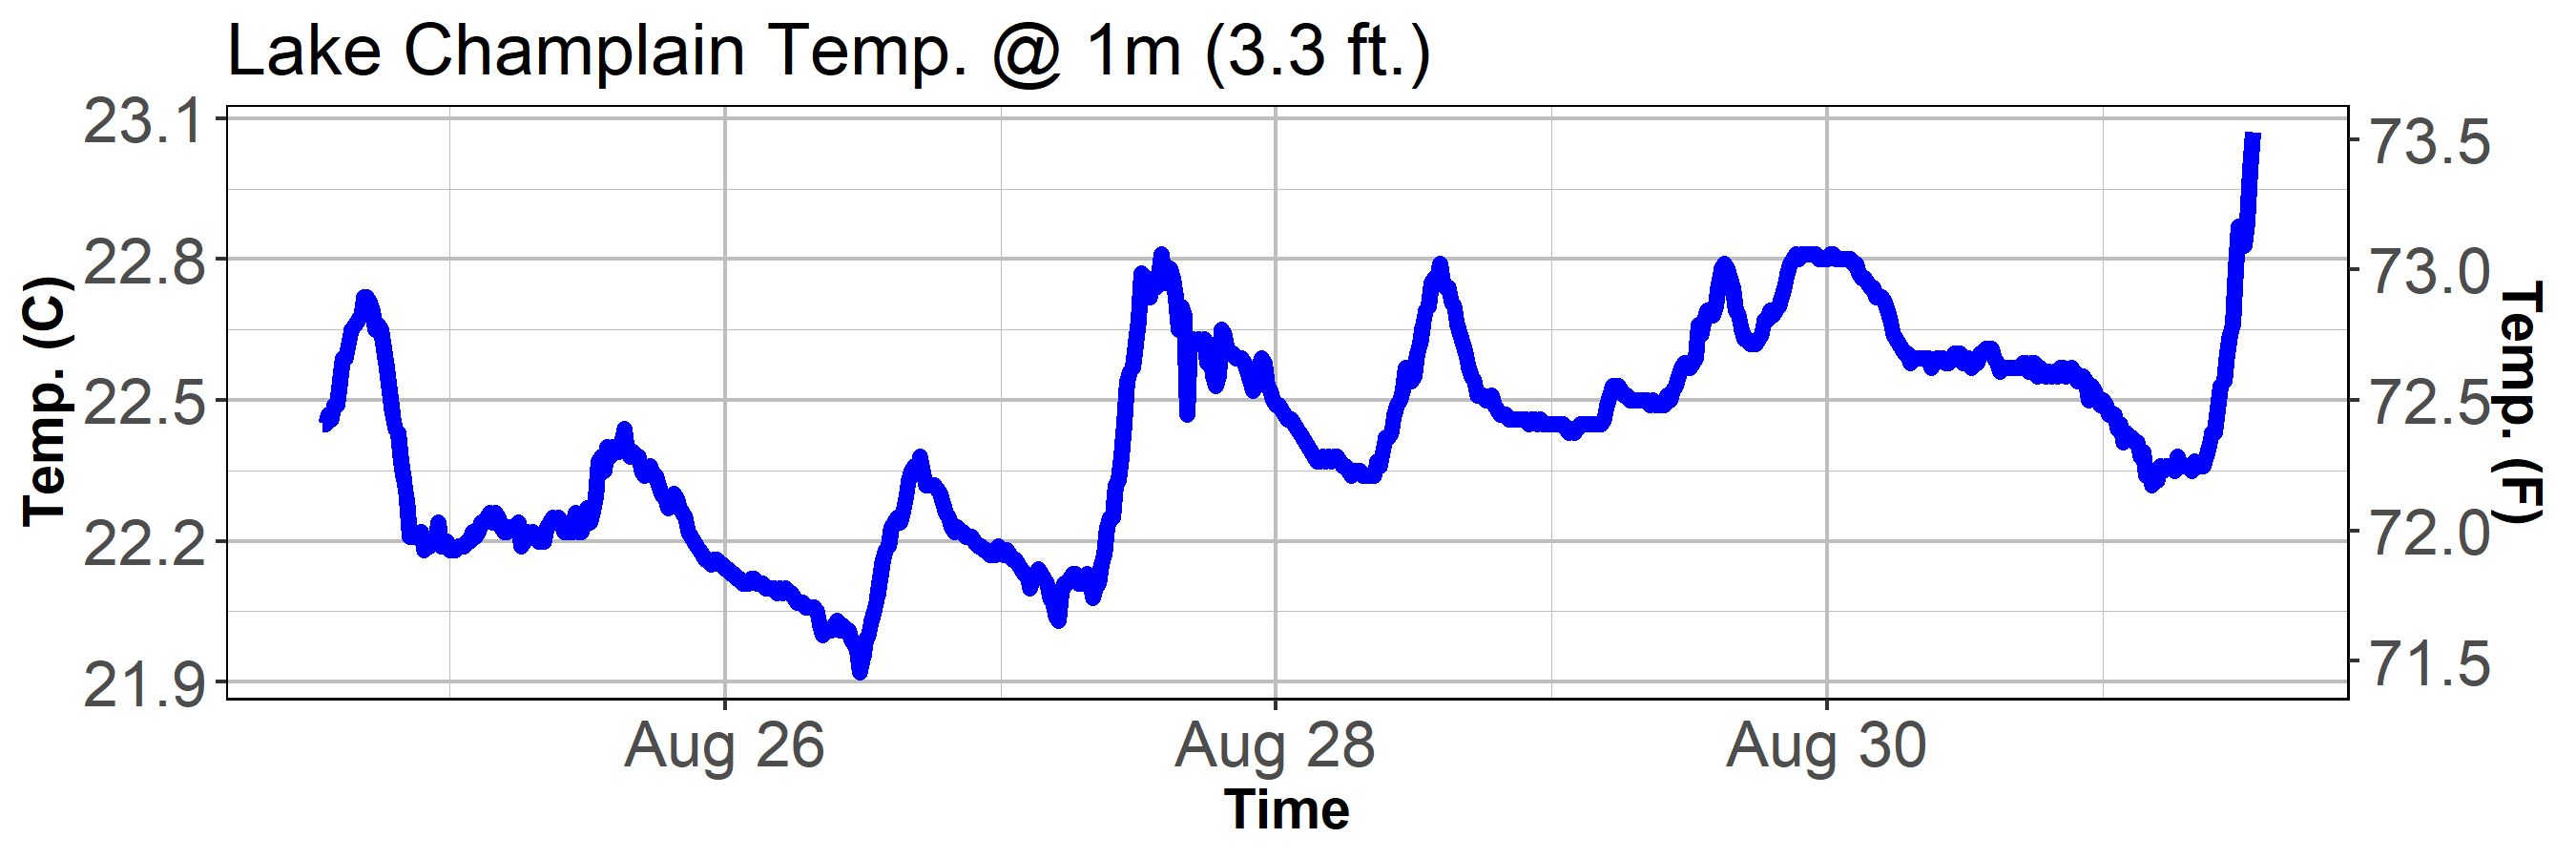 Lake Champlain Temp. @ 1m (3.3 ft.)
Temp. (C)
23.1
22.8
22.5
22.2
21.9
73.5
73.0
72.5
72.0
71.5
Temp. (F)
Aug 26
Aug 28
Aug 30
Time